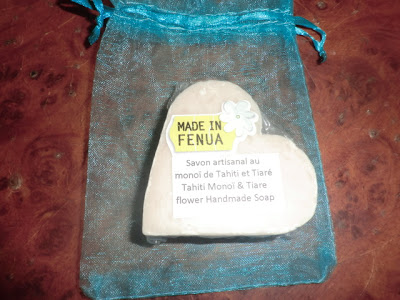 MADE IN
FENUA
Savon artisanal au
monoï de Tahiti et Tiaré
Tahiti Monoï & Tiare
flower Handmade Soap